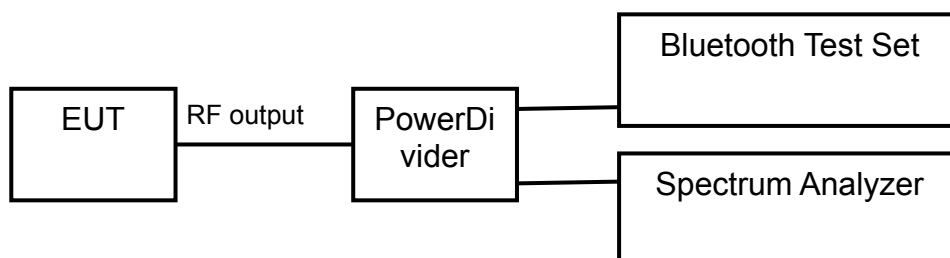 EUT
RF output
PowerDi
vider
Bluetooth Test Set
Spectrum Analyzer